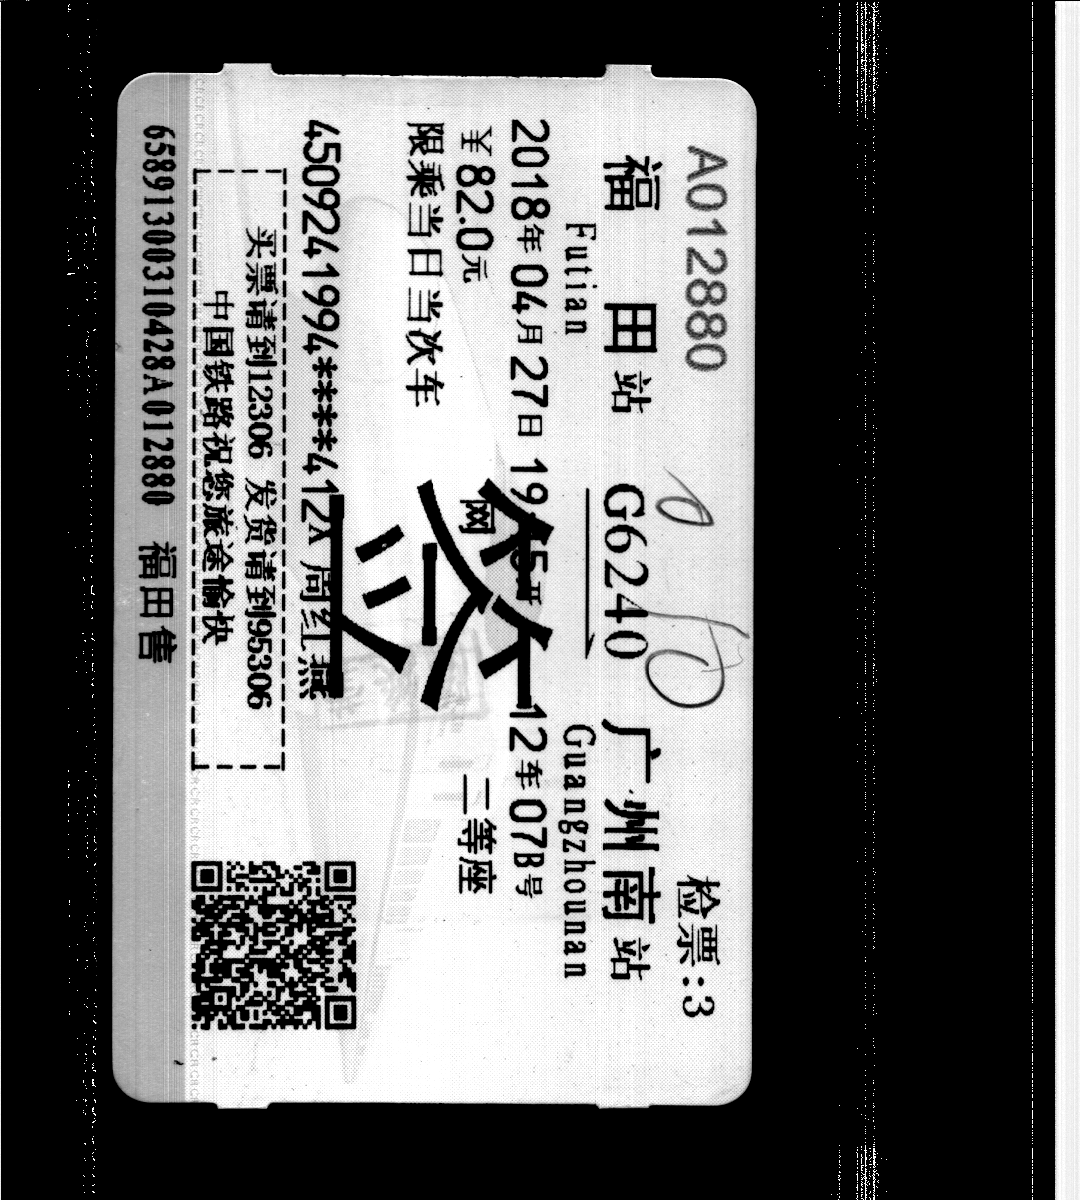 A012880 检票:3
福田站 G6240 广州南站
Futian Guangzhounan
2018年04月27日 开 12车07B号
¥82.0元 网 二等座
限乘当日当次车
签
4509241994****412X 周红燕
买票请到12306 发货请到95306
中国铁路祝您旅途愉快
65891300310428A012880 福田售